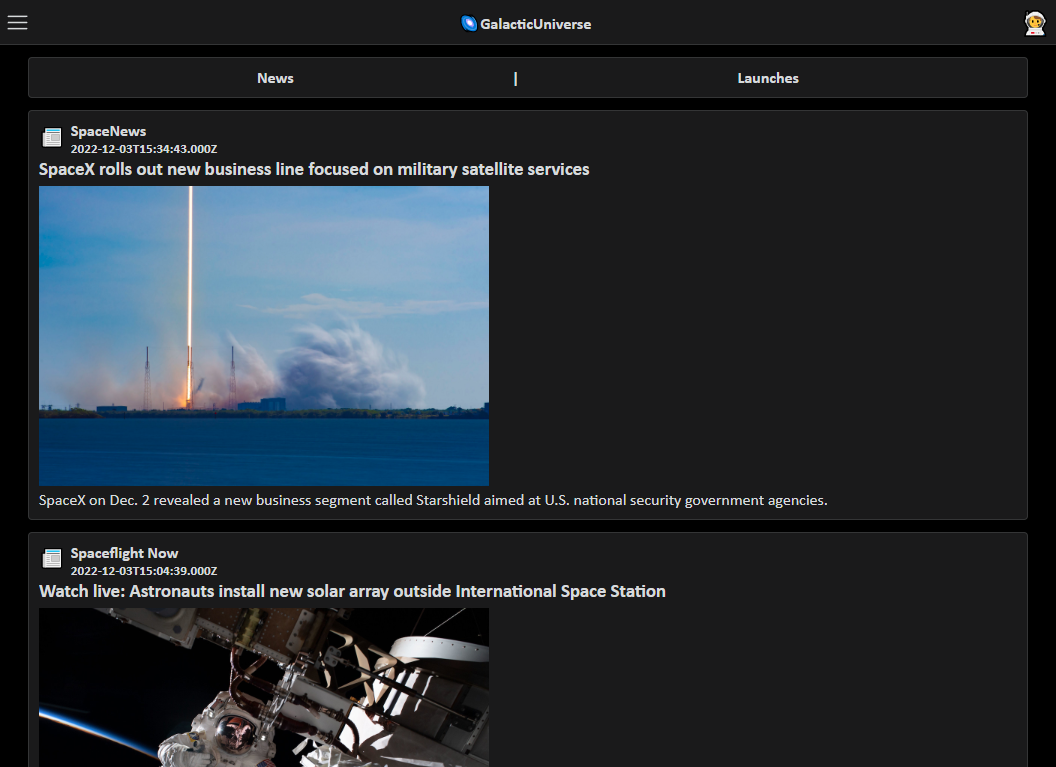 GalacticUniverse
News | Launches
SpaceNews
2022-12-03T15:34:43.000Z
SpaceX rolls out new business line focused on military satellite services
SpaceX on Dec. 2 revealed a new business segment called Starshield aimed at U.S. national security government agencies.
Spaceflight Now
2022-12-03T15:04:39.000Z
Watch live: Astronauts install new solar array outside International Space Station